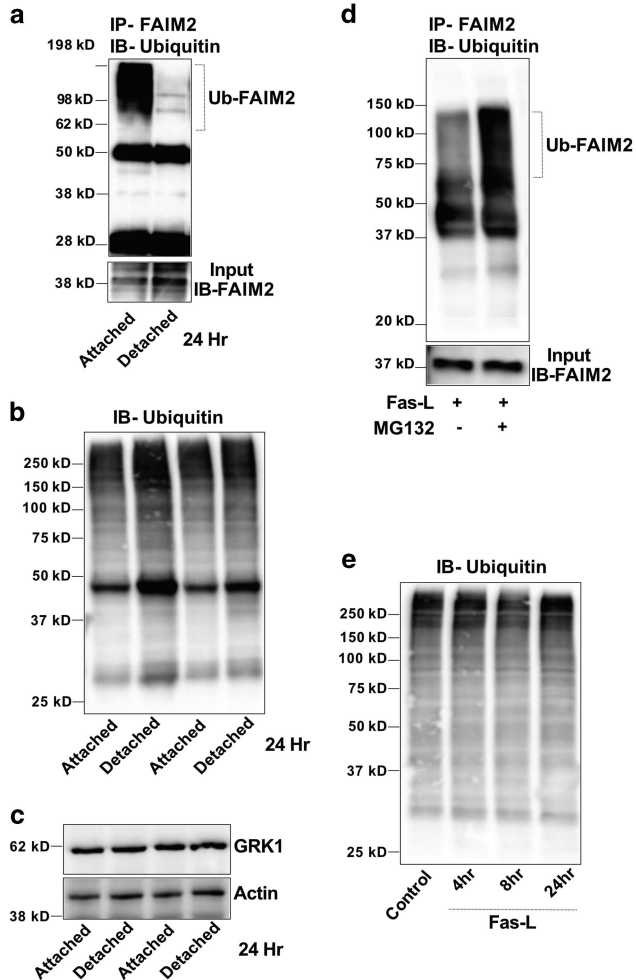 a
IP- FAIM2
IB- Ubiquitin
198 kD
98 kD
62 kD
50 kD
38 kD
28 kD
Ub-FAIM2
38 kD
Input
IB-FAIM2
Attached
Detached
24 Hr
b
IB- Ubiquitin
250 kD
150 kD
100 kD
75 kD
50 kD
37 kD
25 kD
Attached
Detached
Attached
Detached
24 Hr
c
62 kD
GRK1
Actin
38 kD
Attached
Detached
Attached
Detached
24 Hr
d
IP- FAIM2
IB- Ubiquitin
150 kD
100 kD
75 kD
50 kD
37 kD
20 kD
Ub-FAIM2
37 kD
Input
IB-FAIM2
Fas-L + +
MG132 - +
e
IB- Ubiquitin
250 kD
150 kD
100 kD
75 kD
50 kD
37 kD
25 kD
Control
4hr
8hr
24hr
Fas-L